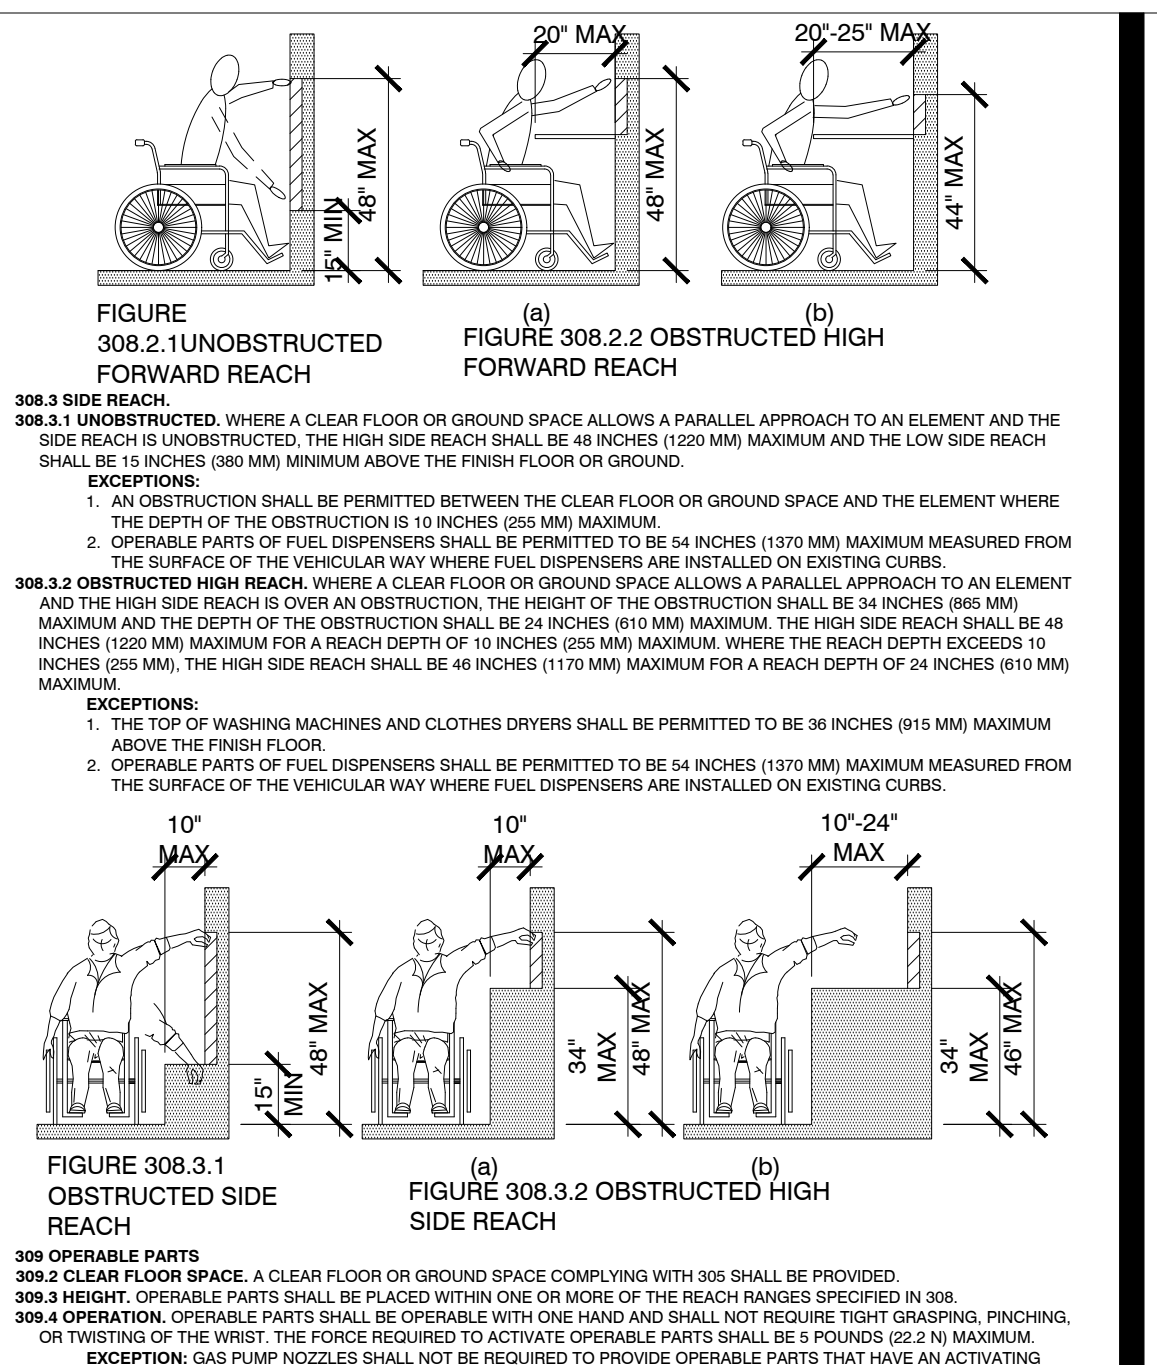 20" MAX
20"-25" MAX
48" MAX
15" MIN
48" MAX
44" MAX
FIGURE
308.2.1UNOBSTRUCTED
FORWARD REACH
(a)
(b)
FIGURE 308.2.2 OBSTRUCTED HIGH
FORWARD REACH
308.3 SIDE REACH.
308.3.1 UNOBSTRUCTED. WHERE A CLEAR FLOOR OR GROUND SPACE ALLOWS A PARALLEL APPROACH TO AN ELEMENT AND THE
SIDE REACH IS UNOBSTRUCTED, THE HIGH SIDE REACH SHALL BE 48 INCHES (1220 MM) MAXIMUM AND THE LOW SIDE REACH
SHALL BE 15 INCHES (380 MM) MINIMUM ABOVE THE FINISH FLOOR OR GROUND.
EXCEPTIONS:
1. AN OBSTRUCTION SHALL BE PERMITTED BETWEEN THE CLEAR FLOOR OR GROUND SPACE AND THE ELEMENT WHERE
THE DEPTH OF THE OBSTRUCTION IS 10 INCHES (255 MM) MAXIMUM.
2. OPERABLE PARTS OF FUEL DISPENSERS SHALL BE PERMITTED TO BE 54 INCHES (1370 MM) MAXIMUM MEASURED FROM
THE SURFACE OF THE VEHICULAR WAY WHERE FUEL DISPENSERS ARE INSTALLED ON EXISTING CURBS.
308.3.2 OBSTRUCTED HIGH REACH. WHERE A CLEAR FLOOR OR GROUND SPACE ALLOWS A PARALLEL APPROACH TO AN ELEMENT
AND THE HIGH SIDE REACH IS OVER AN OBSTRUCTION, THE HEIGHT OF THE OBSTRUCTION SHALL BE 34 INCHES (865 MM)
MAXIMUM AND THE DEPTH OF THE OBSTRUCTION SHALL BE 24 INCHES (610 MM) MAXIMUM. THE HIGH SIDE REACH SHALL BE 48
INCHES (1220 MM) MAXIMUM FOR A REACH DEPTH OF 10 INCHES (255 MM) MAXIMUM. WHERE THE REACH DEPTH EXCEEDS 10
INCHES (255 MM), THE HIGH SIDE REACH SHALL BE 46 INCHES (1170 MM) MAXIMUM FOR A REACH DEPTH OF 24 INCHES (610 MM)
MAXIMUM.
EXCEPTIONS:
1. THE TOP OF WASHING MACHINES AND CLOTHES DRYERS SHALL BE PERMITTED TO BE 36 INCHES (915 MM) MAXIMUM
ABOVE THE FINISH FLOOR.
2. OPERABLE PARTS OF FUEL DISPENSERS SHALL BE PERMITTED TO BE 54 INCHES (1370 MM) MAXIMUM MEASURED FROM
THE SURFACE OF THE VEHICULAR WAY WHERE FUEL DISPENSERS ARE INSTALLED ON EXISTING CURBS.
10"
MAX
10"
MAX
10"-24"
MAX
15"
MIN
48" MAX
34"
MAX
48" MAX
34"
MAX
46" MAX
FIGURE 308.3.1
OBSTRUCTED SIDE
REACH
(a)
(b)
FIGURE 308.3.2 OBSTRUCTED HIGH
SIDE REACH
309 OPERABLE PARTS
309.2 CLEAR FLOOR SPACE. A CLEAR FLOOR OR GROUND SPACE COMPLYING WITH 305 SHALL BE PROVIDED.
309.3 HEIGHT. OPERABLE PARTS SHALL BE PLACED WITHIN ONE OR MORE OF THE REACH RANGES SPECIFIED IN 308.
309.4 OPERATION. OPERABLE PARTS SHALL BE OPERABLE WITH ONE HAND AND SHALL NOT REQUIRE TIGHT GRASPING, PINCHING,
OR TWISTING OF THE WRIST. THE FORCE REQUIRED TO ACTIVATE OPERABLE PARTS SHALL BE 5 POUNDS (22.2 N) MAXIMUM.
EXCEPTION: GAS PUMP NOZZLES SHALL NOT BE REQUIRED TO PROVIDE OPERABLE PARTS THAT HAVE AN ACTIVATING